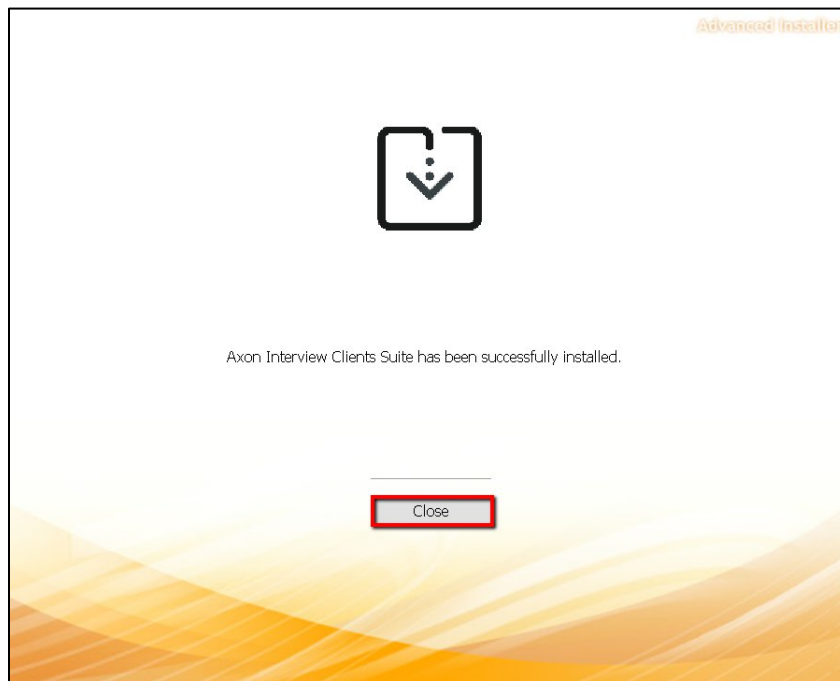 Advanced Installer
Axon Interview Clients Suite has been successfully installed.
Close